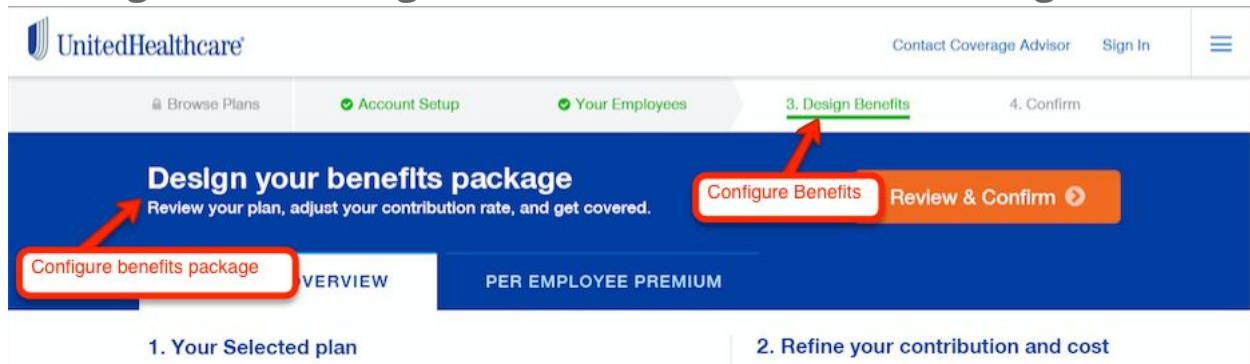 UnitedHealthcare
Contact Coverage Advisor Sign In
Browse Plans Account Setup Your Employees 3. Design Benefits 4. Confirm
Design your benefits package
Review your plan, adjust your contribution rate, and get covered.
Configure Benefits
Review & Confirm
Configure benefits package
OVERVIEW PER EMPLOYEE PREMIUM
1. Your Selected plan 2. Refine your contribution and cost